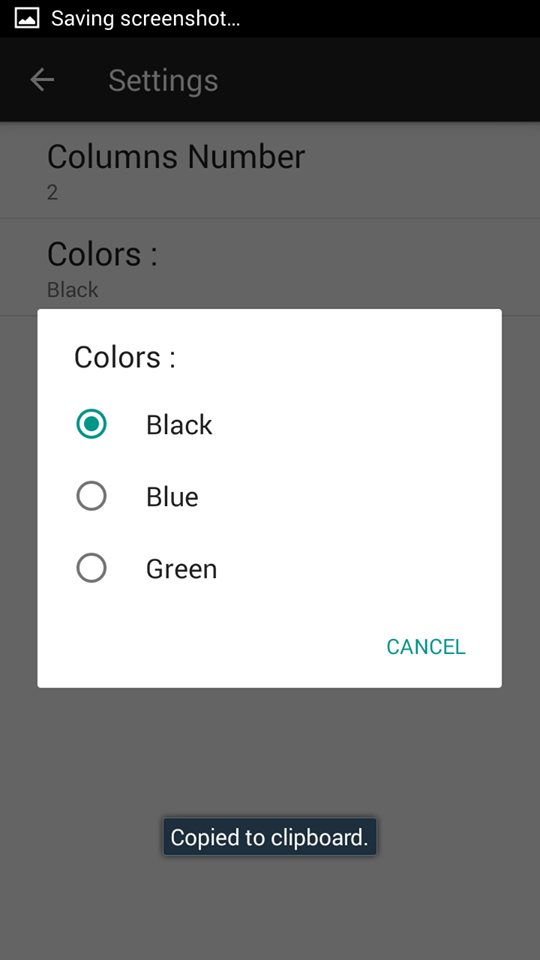 Saving screenshot...
Settings
Columns Number
2
Colors :
Black
Colors :
Black
Blue
Green
CANCEL
Copied to clipboard.